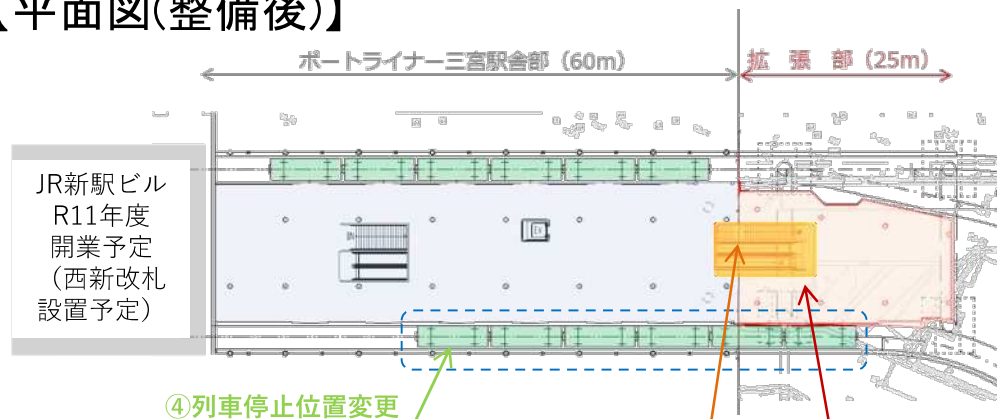 【平面図(整備後)】
ポートライナー三宮駅舎部（60m）
拡 張 部（25m）
JR新駅ビル
R11年度
開業予定
（西新改札
設置予定）
④列車停止位置変更